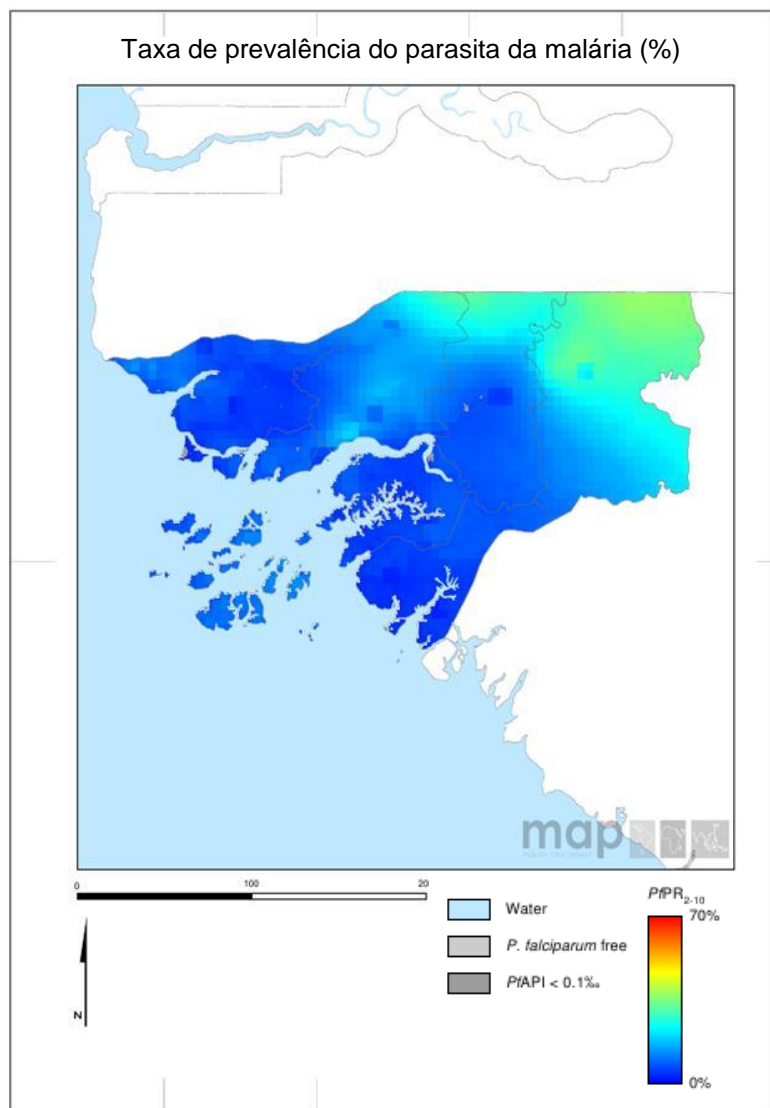 Taxa de prevalência do parasita da malária (%)
map
0
100
20
Water
P. falciparum free
PfAPI < 0.1‰
PfPR2-10
70%
0%
N